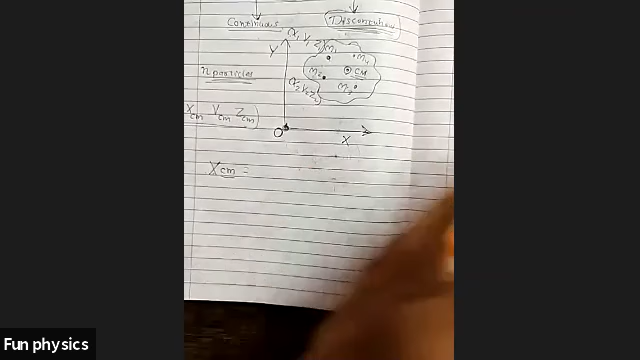 Continuous
Discontinuous
(x₁ y₁ z₁) m₁
Y
m₄
n particles
m₂
CM
(x₂ y₂ z₂)
m₃
Xcm Ycm Zcm)
O
X
Xcm =
Fun physics